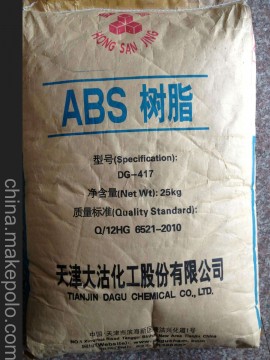 HONG SAN JING
ABS 树脂
型号(Specification):
DG-417
净含量(Net Wt): 25kg
质量标准(Quality Standard):
Q/12HG 6521-2010
天津大沽化工股份有限公司
TIANJIN DAGU CHEMICAL CO., LTD.
china.makepolo.com